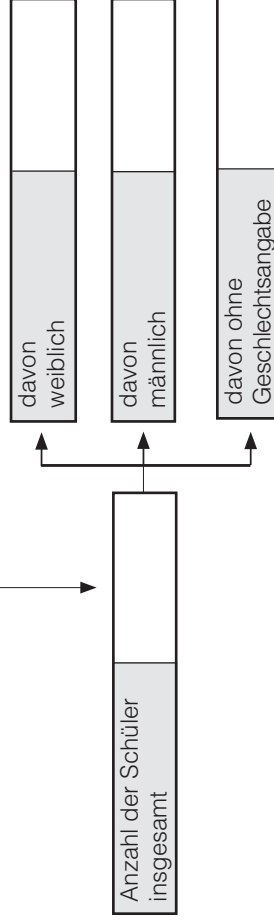 Anzahl der Schüler
insgesamt
davon
weiblich
davon
männlich
davon ohne
Geschlechtsangabe